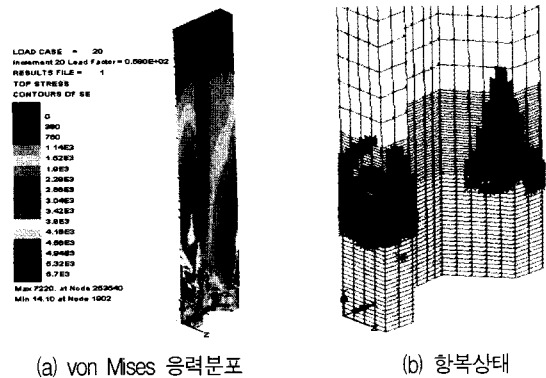 LOAD CASE = 20
Increment 20 Load Factor = 0.580E+02
RESULTS FILE = 1
TOP STRESS
CONTOURS OF SE
0
380
760
1.14E3
1.52E3
1.9E3
2.28E3
2.66E3
3.04E3
3.42E3
3.8E3
4.18E3
4.56E3
4.94E3
5.32E3
5.7E3
Max 7220. at Node 253540
Min 14.10 at Node 1802
(a) von Mises 응력분포
(b) 항복상태